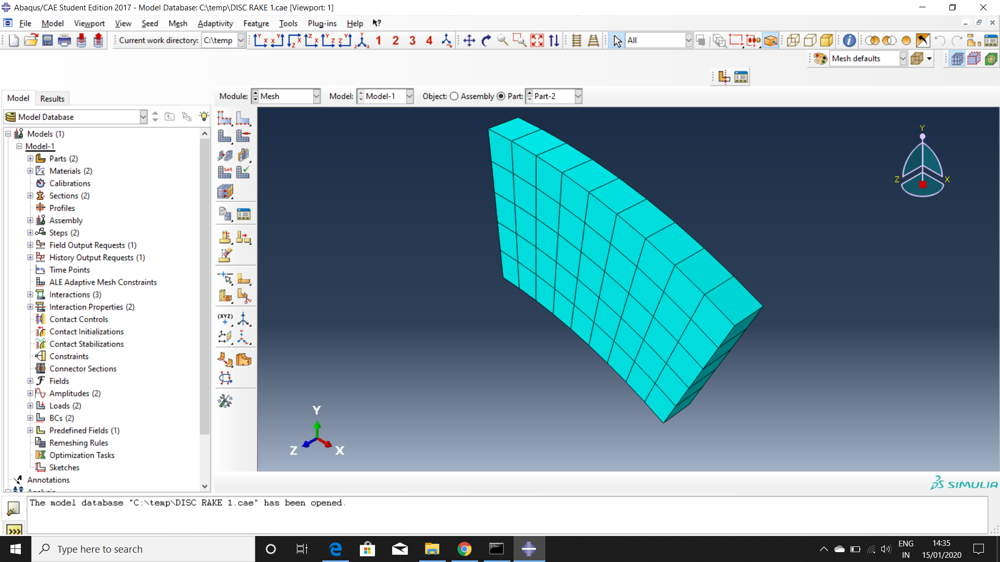 Abaqus/CAE Student Edition 2017 - Model Database: C:\temp\DISC RAKE 1.cae [Viewport: 1]
File Model Viewport View Seed Mesh Adaptivity Feature Tools Plug-ins Help
Current work directory: C:\temp 1 2 3 4 All
Mesh defaults
Model Results Module: Mesh Model: Model-1 Object: Assembly Part: Part-2
Model Database
Models (1)
Model-1
Parts (2)
Materials (2)
Calibrations
Sections (2)
Profiles
Assembly
Steps (2)
Field Output Requests (1)
History Output Requests (1)
Time Points
ALE Adaptive Mesh Constraints
Interactions (3)
Interaction Properties (2)
Contact Controls
Contact Initializations
Contact Stabilizations
Constraints
Connector Sections
Fields
Amplitudes (2)
Loads (2)
BCs (2)
Predefined Fields (1)
Remeshing Rules
Optimization Tasks
Sketches
Annotations
Analysis
S4R
(XYZ)
Y
Z X
Y
Z X
SIMULIA
The model database "C:\temp\DISC RAKE 1.cae" has been opened.
>>>
Type here to search
ENG
IN
14:35
15/01/2020